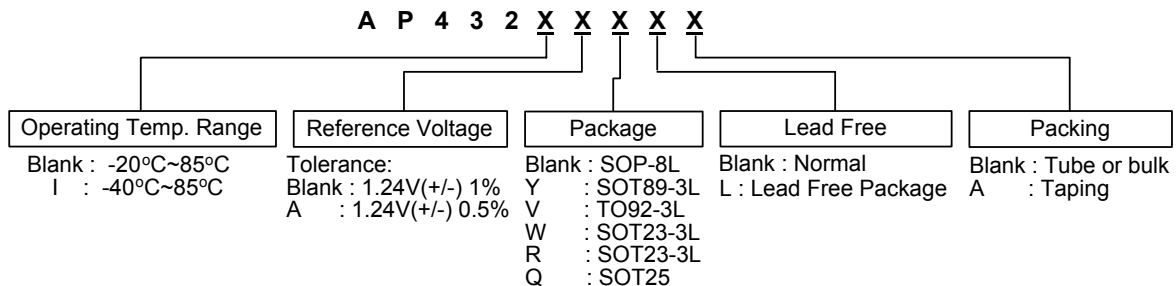 A P 4 3 2 X X X X X
Operating Temp. Range
Blank : -20°C~85°C
I : -40°C~85°C
Reference Voltage
Tolerance:
Blank : 1.24V(+/-) 1%
A : 1.24V(+/-) 0.5%
Package
Blank : SOP-8L
Y : SOT89-3L
V : TO92-3L
W : SOT23-3L
R : SOT23-3L
Q : SOT25
Lead Free
Blank : Normal
L : Lead Free Package
Packing
Blank : Tube or bulk
A : Taping